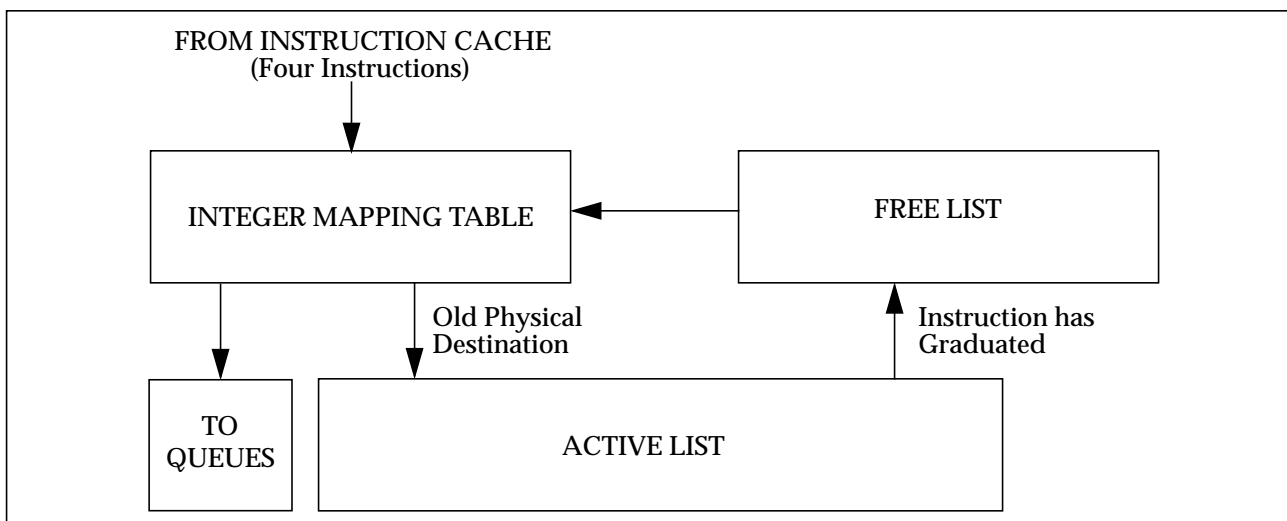 FROM INSTRUCTION CACHE
(Four Instructions)
INTEGER MAPPING TABLE
FREE LIST
Old Physical
Destination
Instruction has
Graduated
TO
QUEUES
ACTIVE LIST